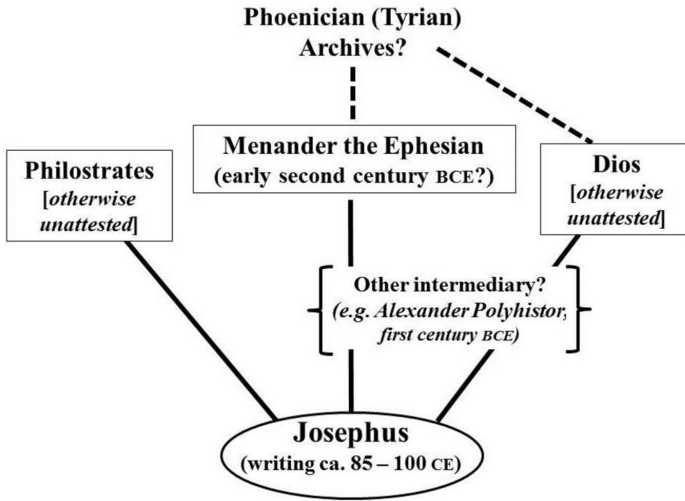 Phoenician (Tyrian)
Archives?
Menander the Ephesian
(early second century BCE?)
Philostrates
[otherwise
unattested]
Dios
[otherwise
unattested]
Other intermediary?
(e.g. Alexander Polyhistor,
first century BCE)
Josephus
(writing ca. 85 – 100 CE)